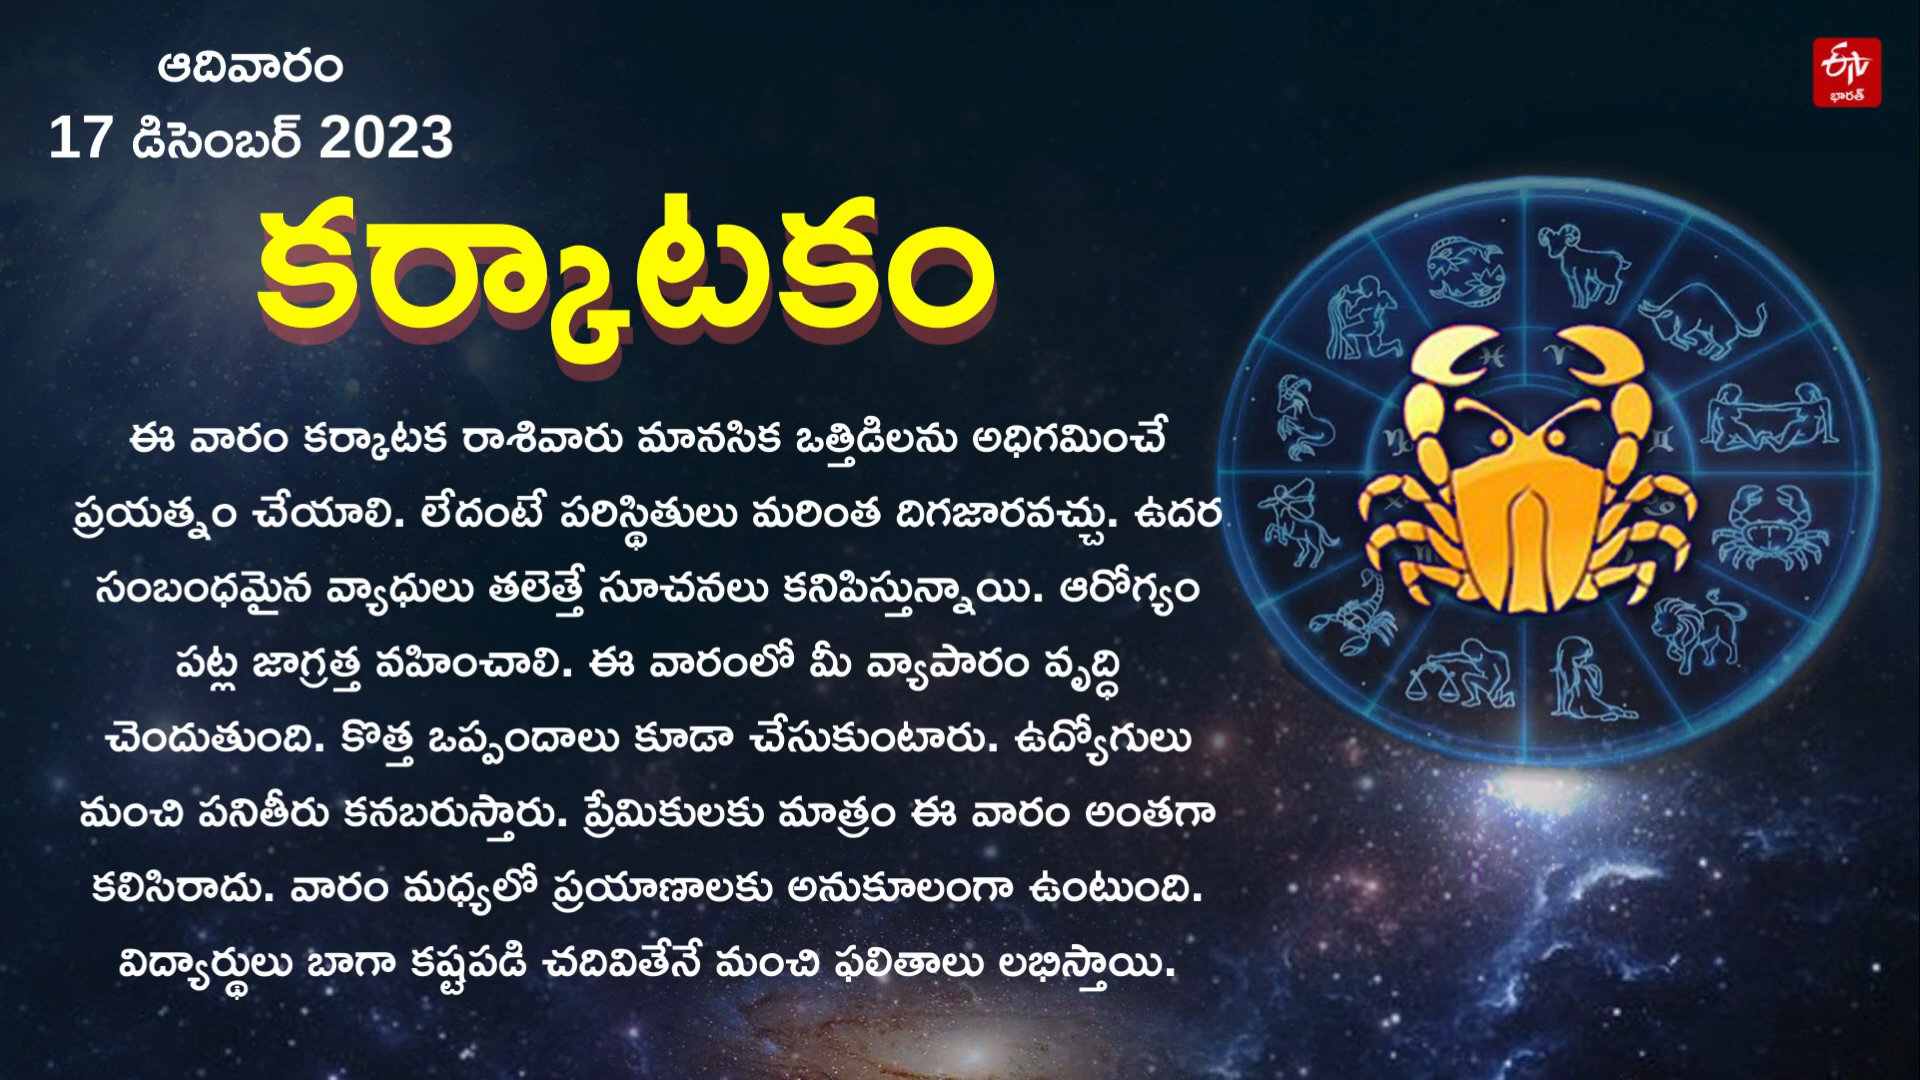 ఆదివారం
17 డిసెంబర్ 2023
ETV
భారత్
కర్కాటకం
ఈ వారం కర్కాటక రాశివారు మానసిక ఒత్తిడిలను అధిగమించే
ప్రయత్నం చేయాలి. లేదంటే పరిస్థితులు మరింత దిగజారవచ్చు. ఉదర
సంబంధమైన వ్యాధులు తలెత్తే సూచనలు కనిపిస్తున్నాయి. ఆరోగ్యం
పట్ల జాగ్రత్త వహించాలి. ఈ వారంలో మీ వ్యాపారం వృద్ధి
చెందుతుంది. కొత్త ఒప్పందాలు కూడా చేసుకుంటారు. ఉద్యోగులు
మంచి పనితీరు కనబరుస్తారు. ప్రేమికులకు మాత్రం ఈ వారం అంతగా
కలిసిరాదు. వారం మధ్యలో ప్రయాణాలకు అనుకూలంగా ఉంటుంది.
విద్యార్థులు బాగా కష్టపడి చదివితేనే మంచి ఫలితాలు లభిస్తాయి.